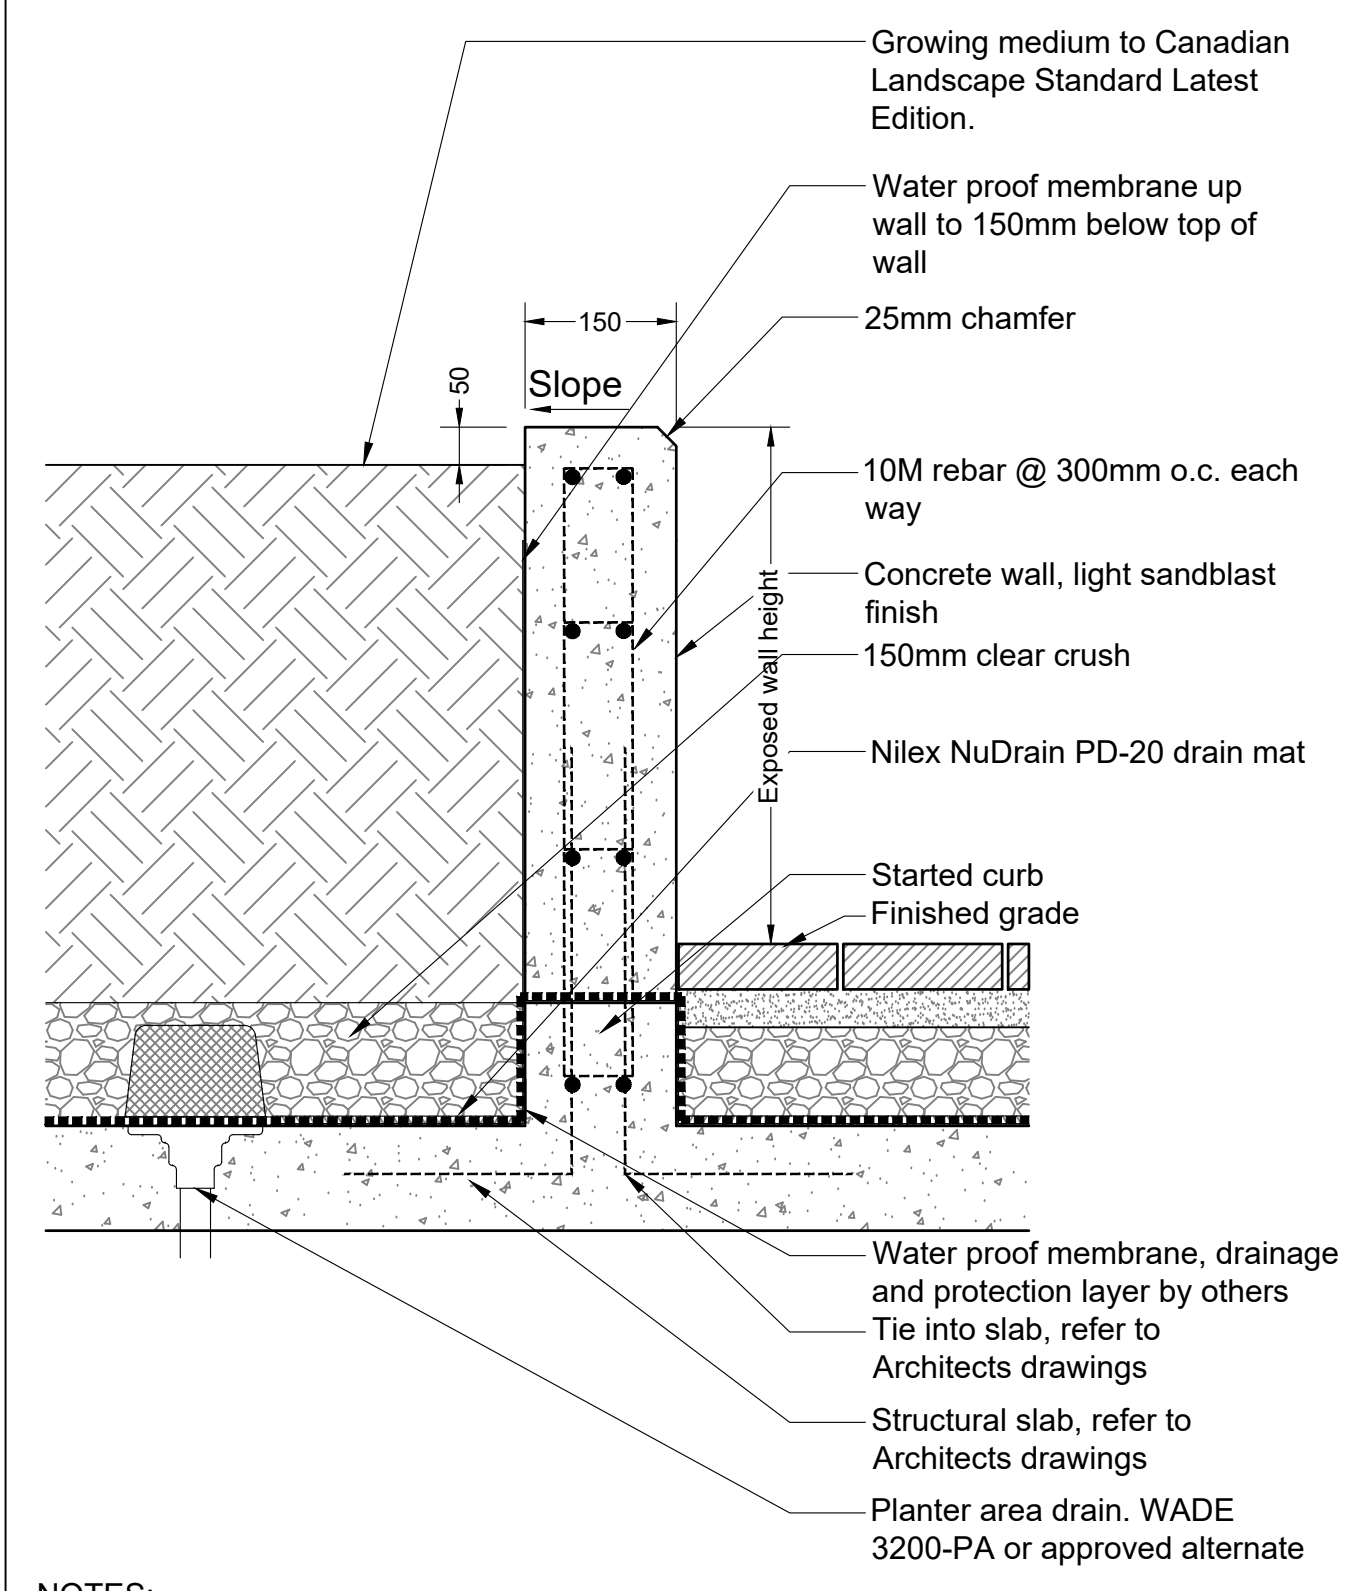 Growing medium to Canadian
Landscape Standard Latest
Edition.
Water proof membrane up
wall to 150mm below top of
wall
25mm chamfer
150
50
Slope
10M rebar @ 300mm o.c. each
way
Concrete wall, light sandblast
finish
150mm clear crush
Exposed wall height
Nilex NuDrain PD-20 drain mat
Started curb
Finished grade
Water proof membrane, drainage
and protection layer by others
Tie into slab, refer to
Architects drawings
Structural slab, refer to
Architects drawings
Planter area drain. WADE
3200-PA or approved alternate
NOTES: